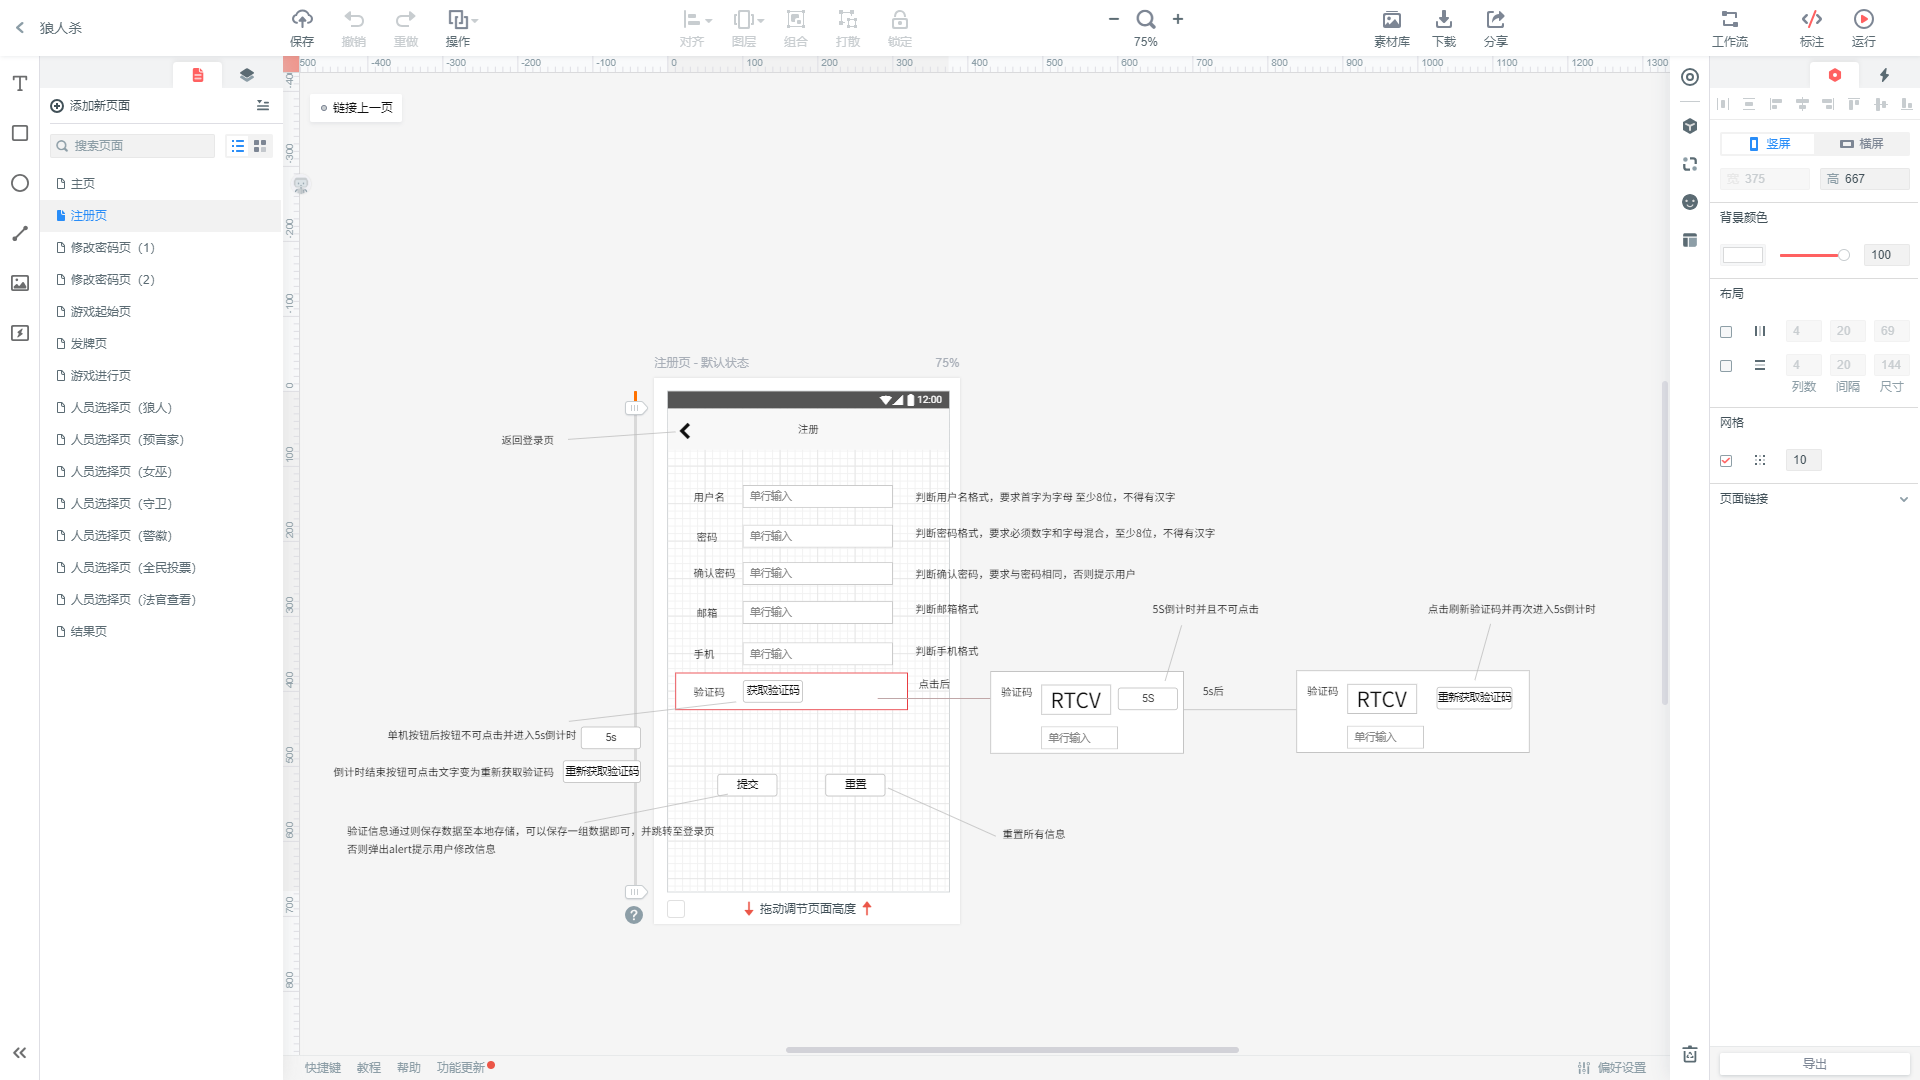 狼人杀
保存
撤销
重做
操作
对齐
图层
组合
打散
锁定
75%
素材库
下载
分享
工作流
标注
运行
添加新页面
搜索页面
主页
注册页
修改密码页（1）
修改密码页（2）
游戏起始页
发牌页
游戏进行页
人员选择页（狼人）
人员选择页（预言家）
人员选择页（女巫）
人员选择页（守卫）
人员选择页（警徽）
人员选择页（全民投票）
人员选择页（法官查看）
结果页
500 -400 -300 -200 -100 0 100 200 300 400 500 600 700 800 900 1000 1100 1200 1300
-40
-300
-200
-100
0
100
200
300
400
500
600
700
800
链接上一页
注册页 - 默认状态 75%
12:00
返回登录页
注册
用户名 单行输入 判断用户名格式，要求首字为字母 至少8位，不得有汉字
密码 单行输入 判断密码格式，要求必须数字和字母混合，至少8位，不得有汉字
确认密码 单行输入 判断确认密码，要求与密码相同，否则提示用户
邮箱 单行输入 判断邮箱格式
手机 单行输入 判断手机格式
验证码 获取验证码 点击后
5S倒计时并且不可点击
验证码 RTCV 5S
单行输入
5s后
点击刷新验证码并再次进入5s倒计时
验证码 RTCV 重新获取验证码
单行输入
单机按钮后按钮不可点击并进入5s倒计时 5s
倒计时结束按钮可点击文字变为重新获取验证码 重新获取验证码
提交 重置
验证信息通过则保存数据至本地存储，可以保存一组数据即可，并跳转至登录页
否则弹出alert提示用户修改信息
重置所有信息
拖动调节页面高度
?
快捷键 教程 帮助 功能更新
偏好设置
竖屏 横屏
宽 375 高 667
背景颜色
100
布局
4 20 69
4 20 144
列数 间隔 尺寸
网格
10
页面链接
导出